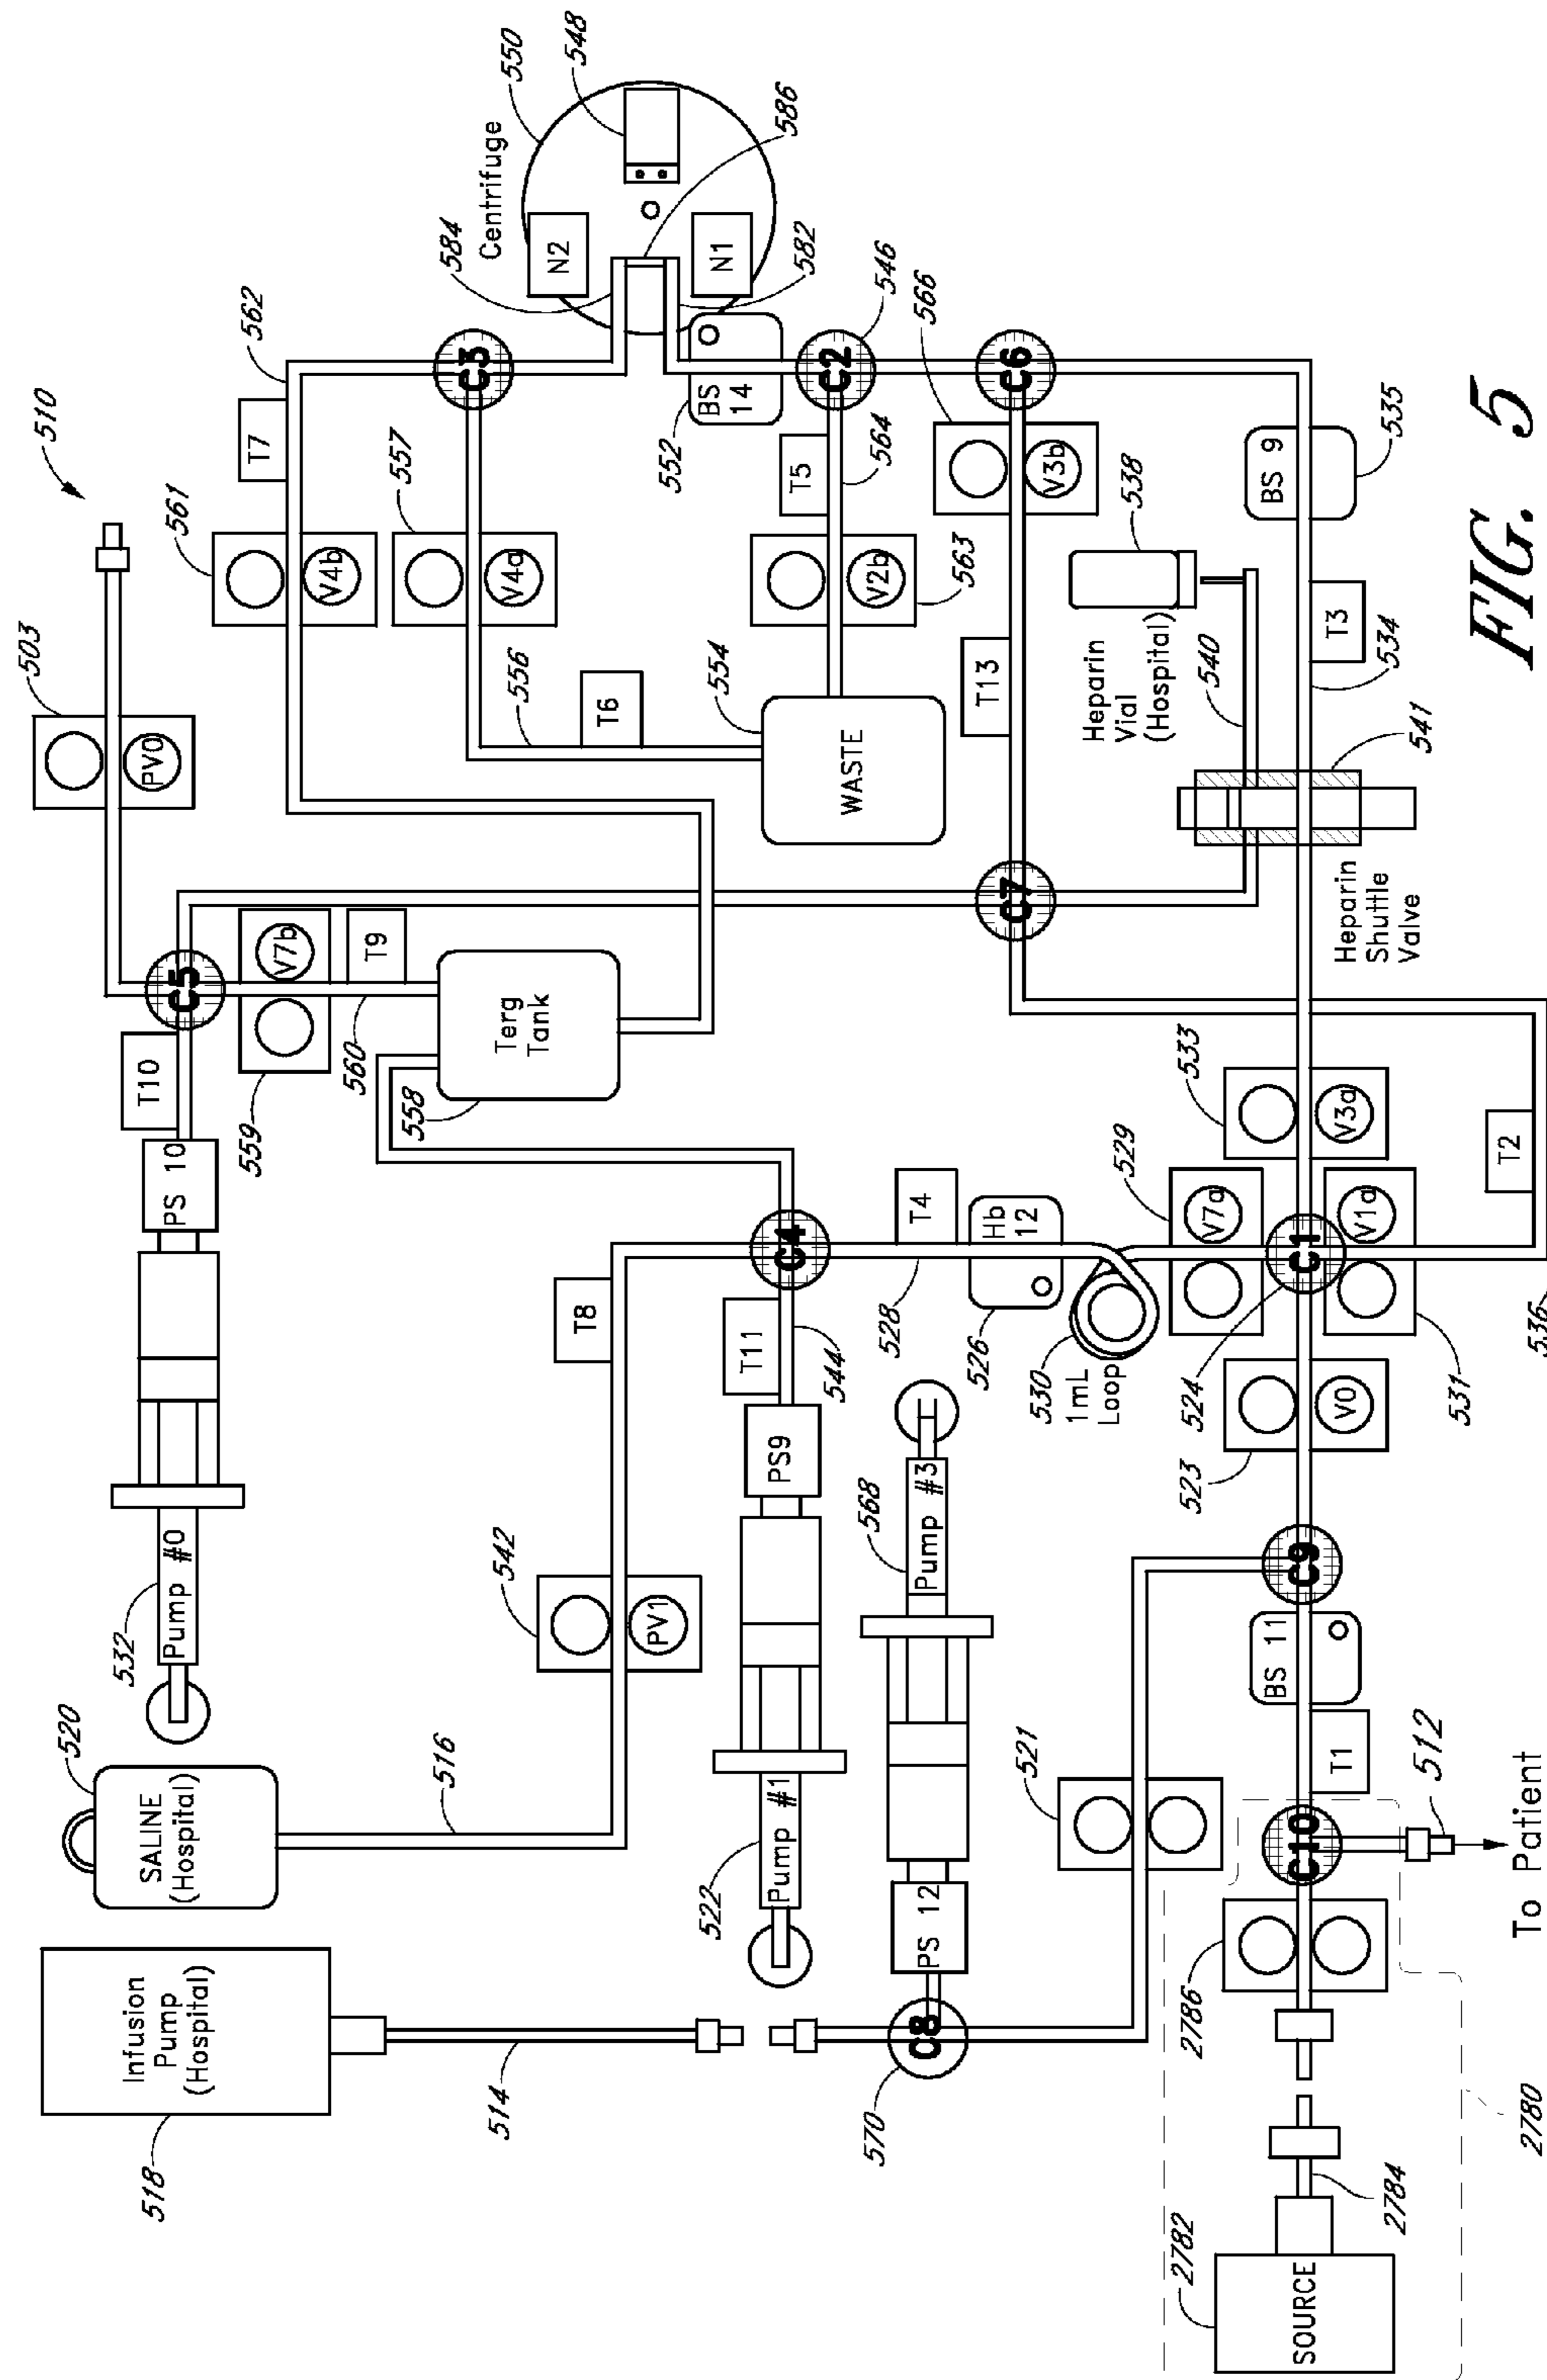 510
503
PV0
561
V4b
T7
562
557
V4a
556
T6
554
WASTE
C3
584
Centrifuge
550
548
586
N2
N1
582
552
BS
14
C2
546
T5
564
V2b
563
566
C6
V3b
T13
538
Heparin
Vial
(Hospital)
540
BS 9
535
T3
534
541
Heparin
Shuttle
Valve
C7
C5
V7b
T9
560
559
T10
PS 10
Terg
Tank
558
532
Pump #0
520
SALINE
(Hospital)
516
542
PV1
T8
C4
T11
544
PS9
Pump #1
522
T4
528
Hb
12
526
530
1mL
Loop
529
V7a
533
V3a
C1
524
V1a
531
T2
536
V0
523
568
Pump #3
PS 12
C8
570
521
C9
BS 11
T1
C10
512
To Patient
Infusion
Pump
(Hospital)
518
514
2786
2780
2784
2782
SOURCE
FIG. 5